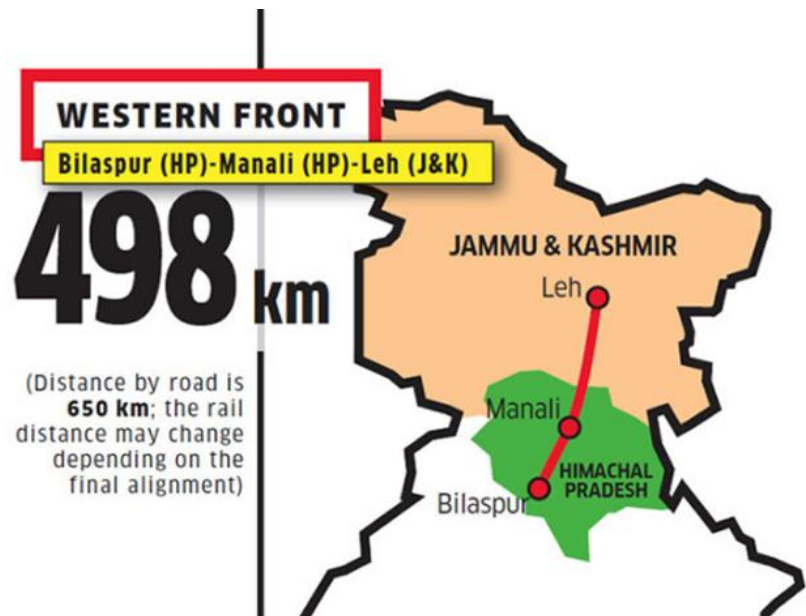 WESTERN FRONT
Bilaspur (HP)-Manali (HP)-Leh (J&K)
498 km
(Distance by road is
650 km; the rail
distance may change
depending on the
final alignment)
JAMMU & KASHMIR
Leh
Manali
HIMACHAL
PRADESH
Bilaspur